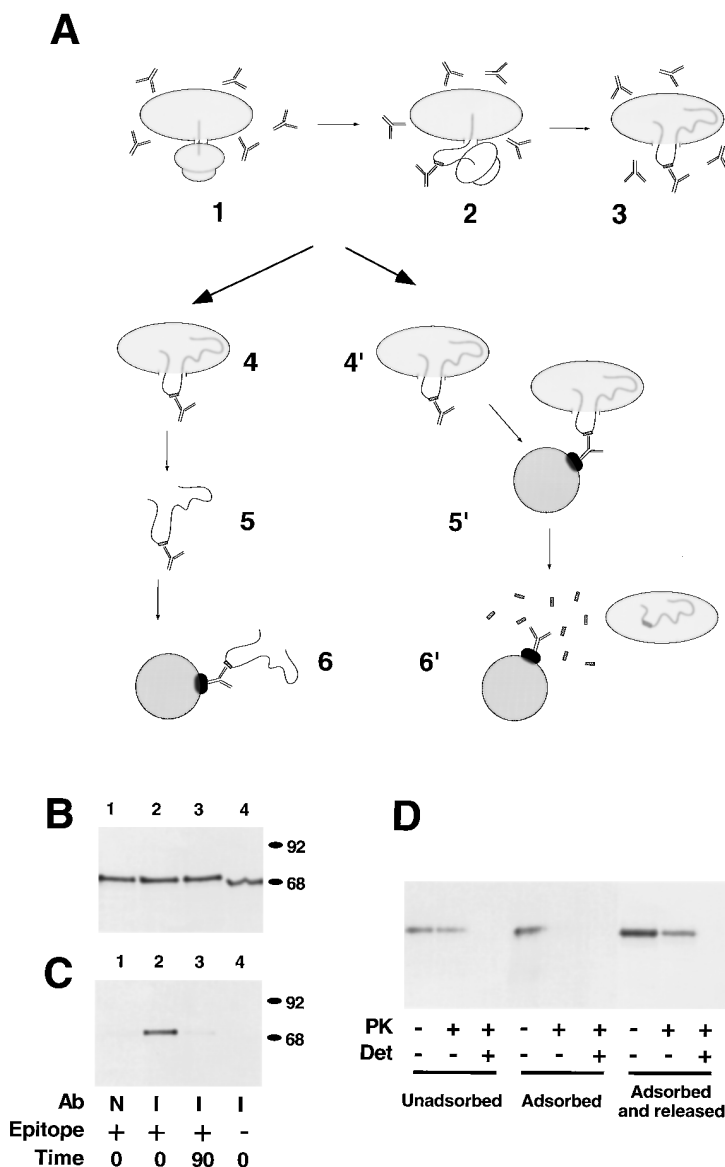 A
1
2
3
4
4'
5
5'
6
6'
B
1 2 3 4
92
68
C
1 2 3 4
92
68
Ab N I I I
Epitope + + + -
Time 0 0 90 0
D
PK - + + - + + - + +
Det - - + - - + - - +
Unadsorbed Adsorbed Adsorbed
and released